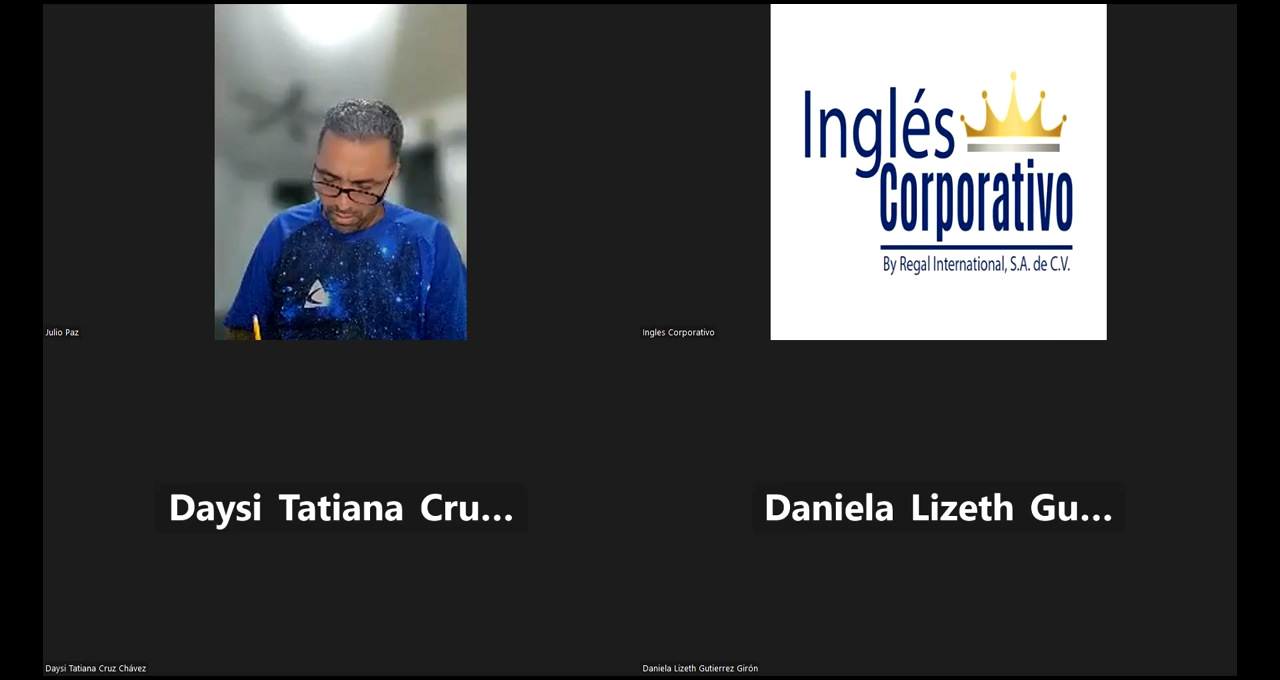 Inglés
Corporativo
By Regal International, S.A. de C.V.
Julio Paz
Ingles Corporativo
Daysi Tatiana Cru...
Daniela Lizeth Gu...
Daysi Tatiana Cruz Chávez
Daniela Lizeth Gutierrez Girón